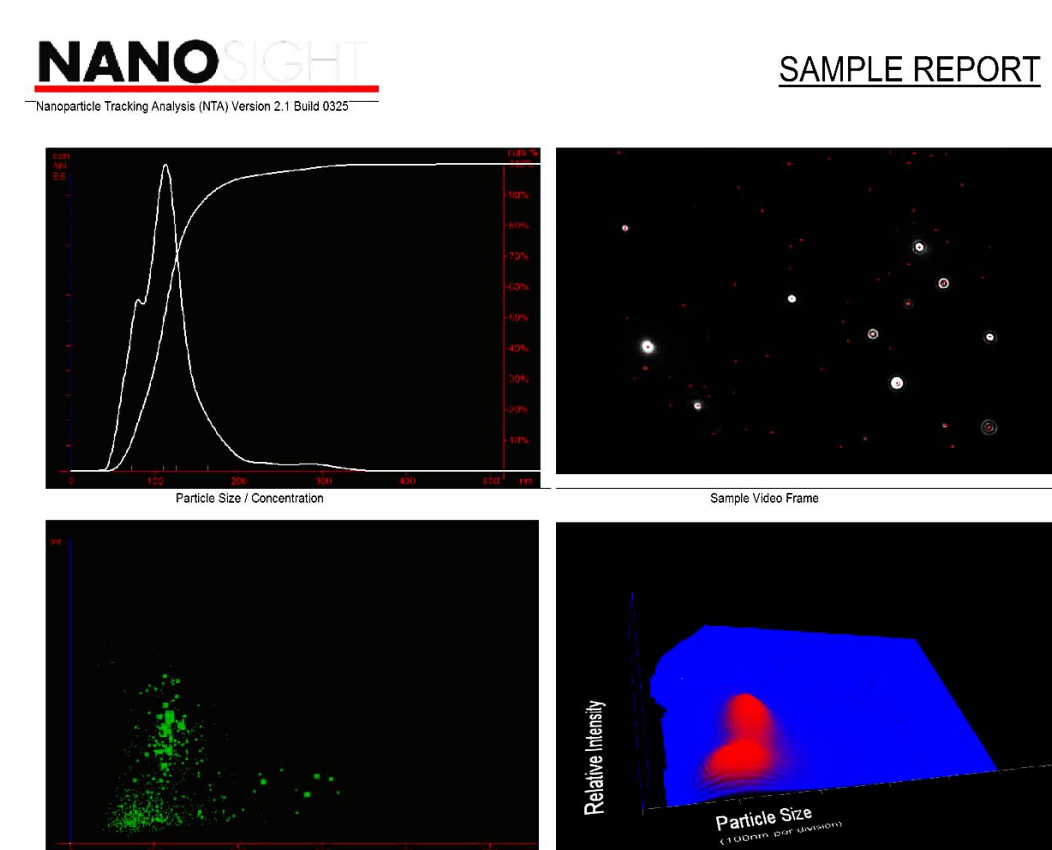 NANOSIGHT
SAMPLE REPORT
Nanoparticle Tracking Analysis (NTA) Version 2.1 Build 0325
90%
80%
70%
60%
50%
40%
30%
20%
10%
0 100 200 400 nm
Particle Size / Concentration
Sample Video Frame
Relative Intensity
Particle Size
(100nm per division)